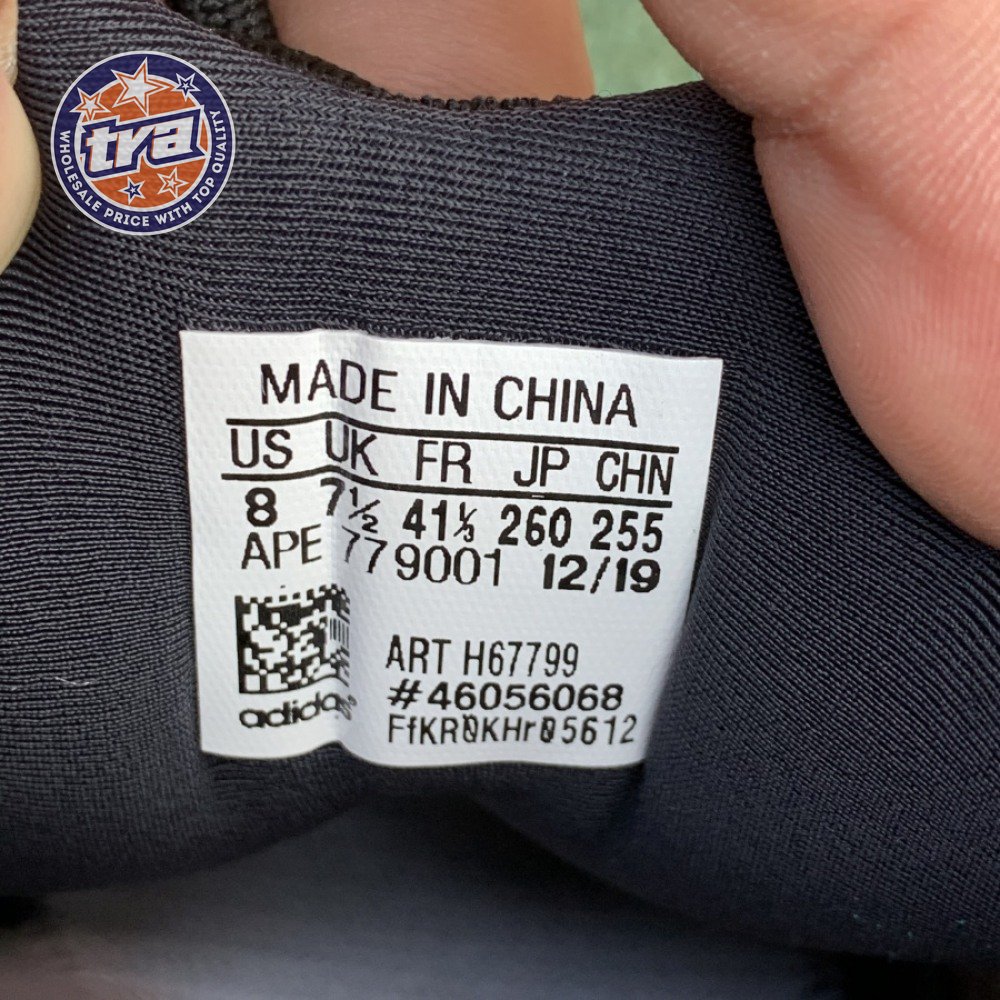 tra
WHOLESALE PRICE WITH TOP QUALITY
MADE IN CHINA
US UK FR JP CHN
8 7½ 41⅓ 260 255
APE 779001 12/19
ART H67799
#46056068
adidas
FfKR0KHr05612